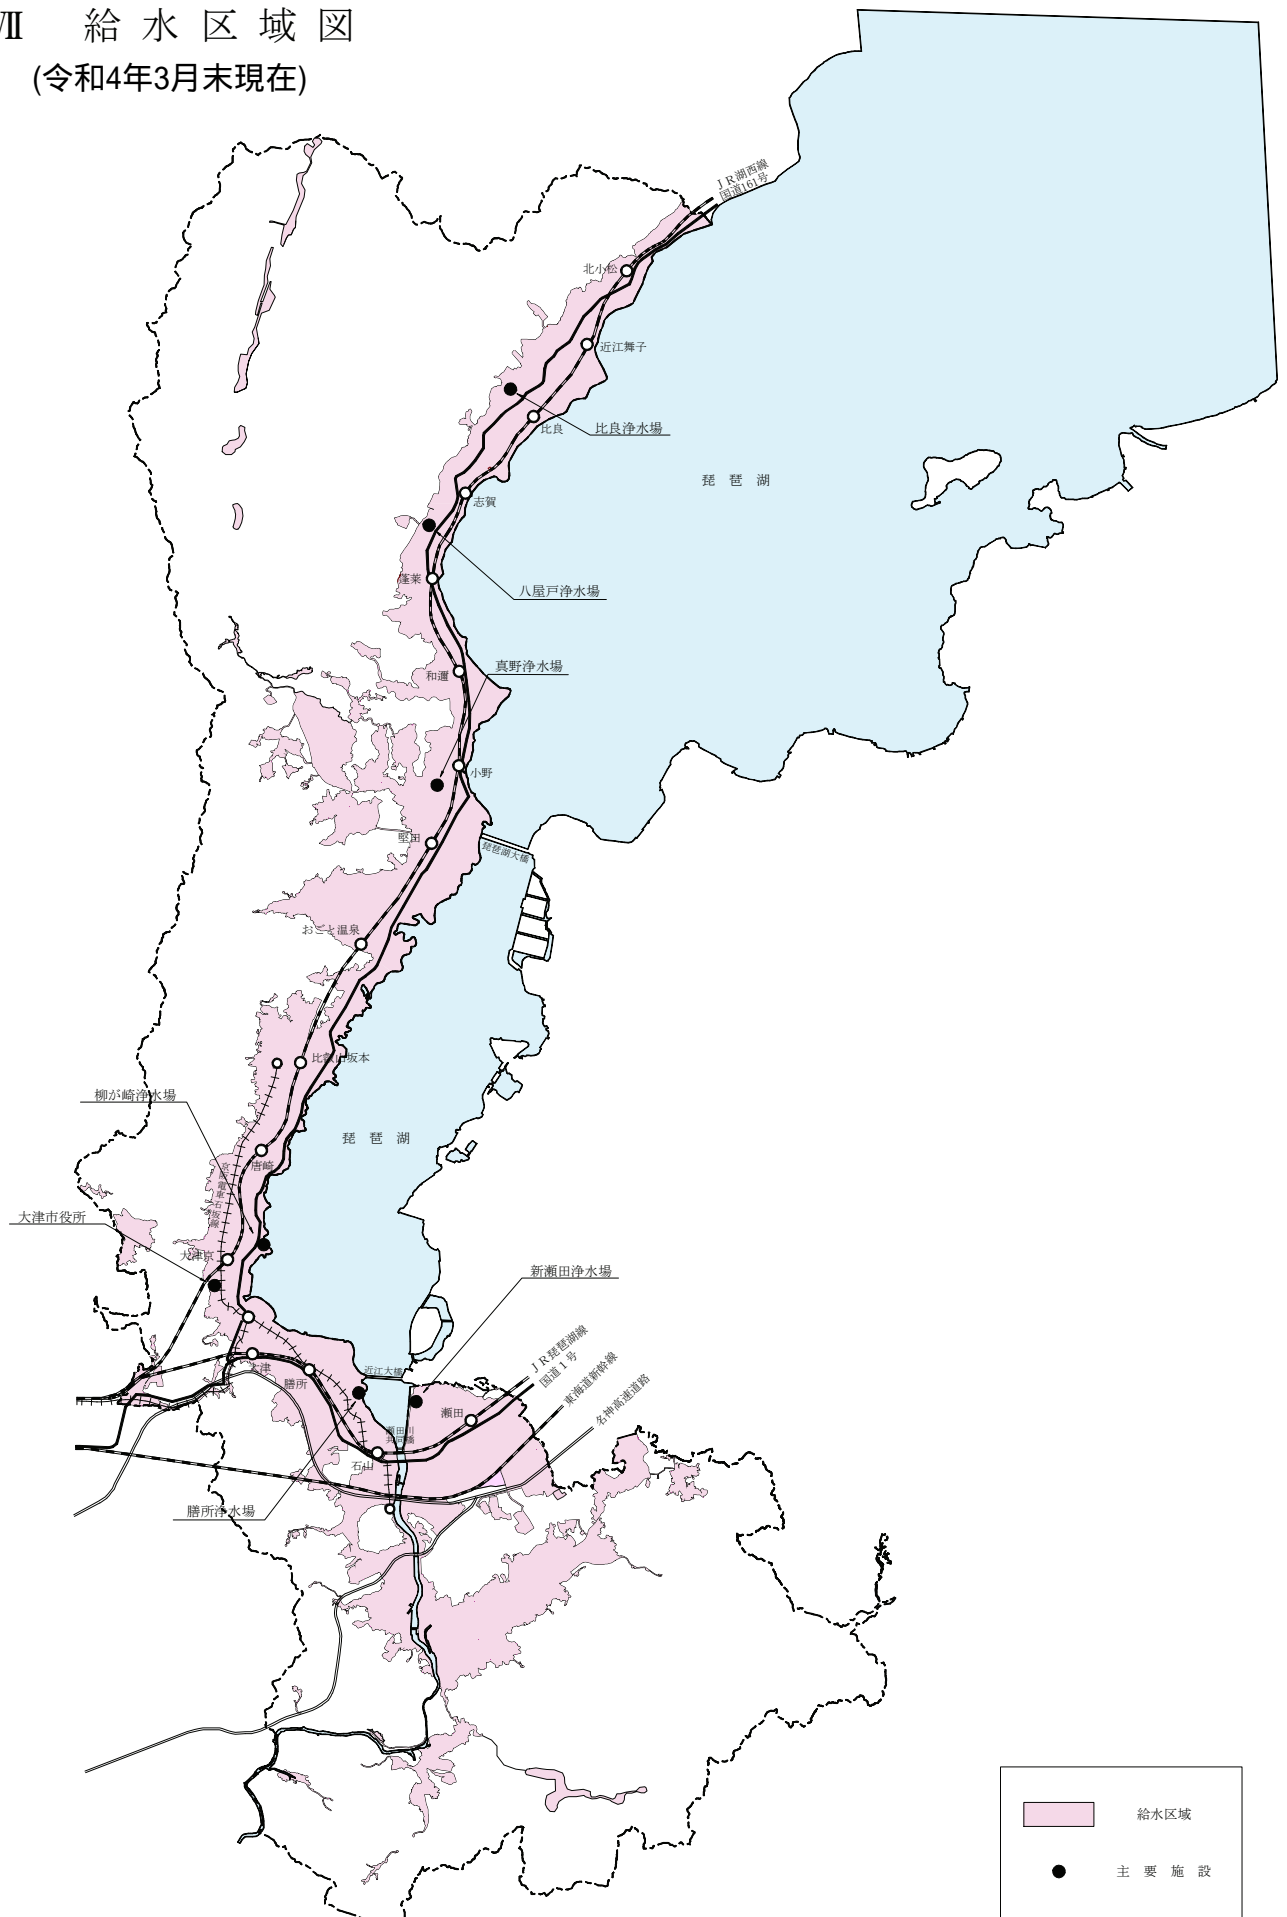 Ⅶ 給水区域図
(令和4年3月末現在)
JR湖西線
国道161号
北小松
近江舞子
比良浄水場
比良
琵琶湖
志賀
八屋戸浄水場
蓬莱
真野浄水場
和邇
小野
堅田
琵琶湖大橋
おごと温泉
比叡山坂本
柳が崎浄水場
琵琶湖
唐崎
京阪電車石坂線
大津市役所
大津京
新瀬田浄水場
JR琵琶湖線
国道1号
東海道新幹線
名神高速道路
近江大橋
大津
膳所
瀬田
石山
膳所浄水場
給水区域
主要施設